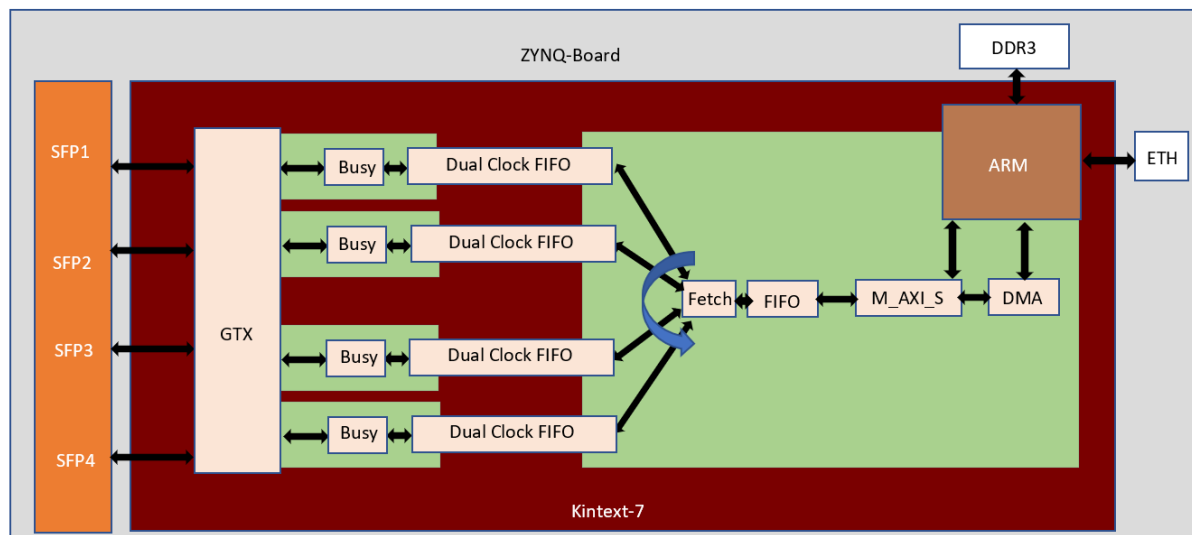 ZYNQ-Board
DDR3
SFP1
SFP2
SFP3
SFP4
GTX
Busy
Dual Clock FIFO
Busy
Dual Clock FIFO
Busy
Dual Clock FIFO
Busy
Dual Clock FIFO
Fetch
FIFO
M_AXI_S
DMA
ARM
ETH
Kintext-7